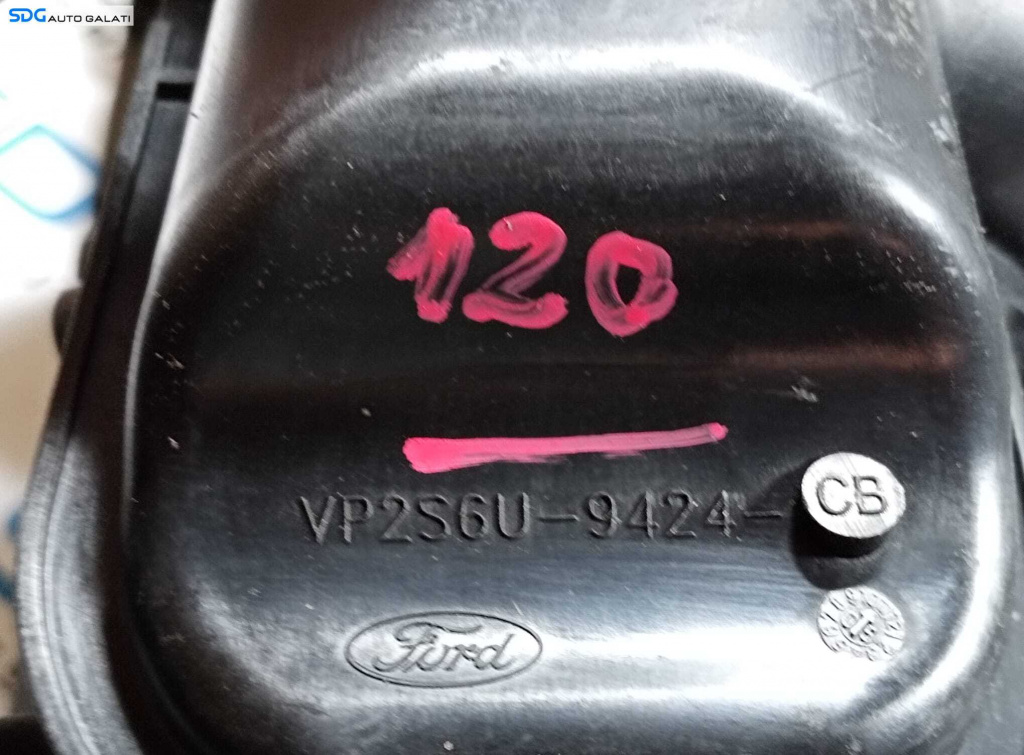 SDG AUTO GALATI
120
VP2S6U-9424-CB
Ford